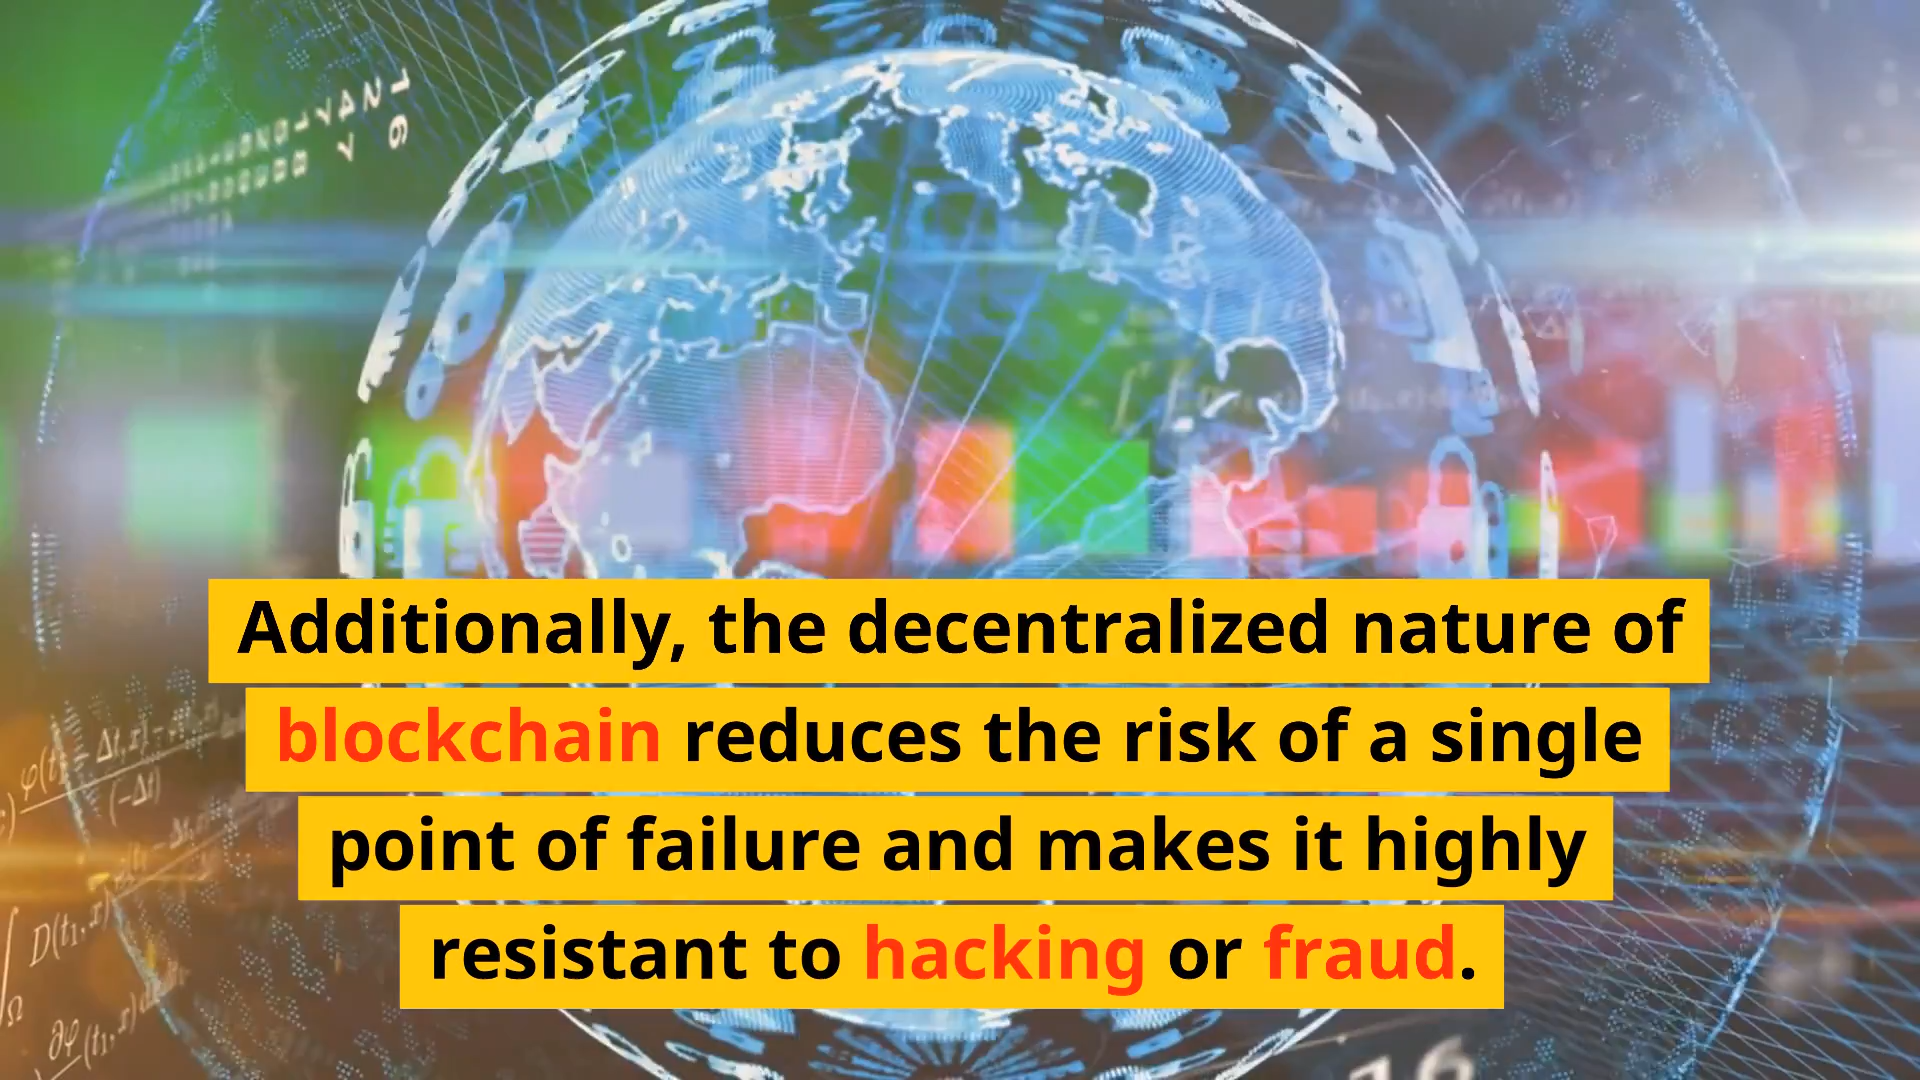 Additionally, the decentralized nature of
blockchain reduces the risk of a single
point of failure and makes it highly
resistant to hacking or fraud.